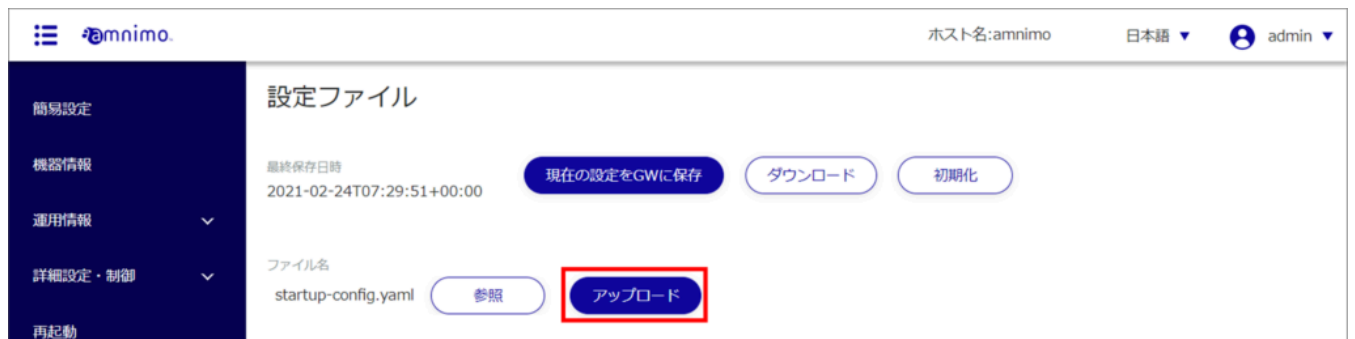 amnimo.
ホスト名:amnimo
日本語 ▼
admin ▼
簡易設定
機器情報
運用情報
詳細設定・制御
再起動
設定ファイル
最終保存日時
2021-02-24T07:29:51+00:00
現在の設定をGWに保存
ダウンロード
初期化
ファイル名
startup-config.yaml
参照
アップロード